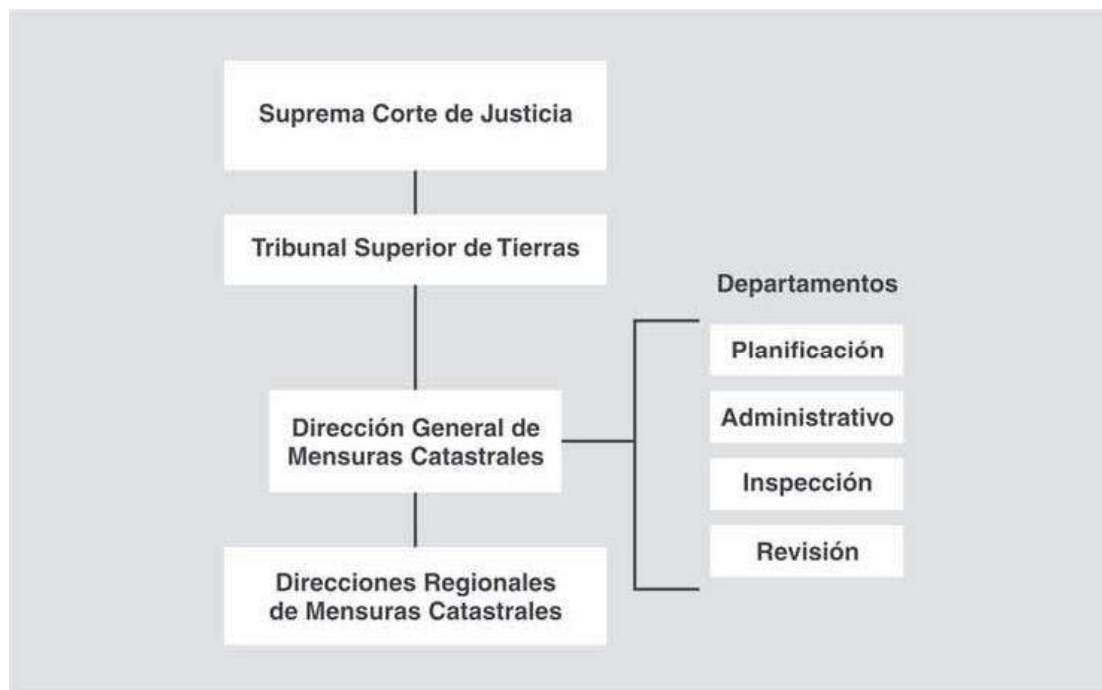 Suprema Corte de Justicia
Tribunal Superior de Tierras
Departamentos
Planificación
Administrativo
Inspección
Revisión
Dirección General de
Mensuras Catastrales
Direcciones Regionales
de Mensuras Catastrales